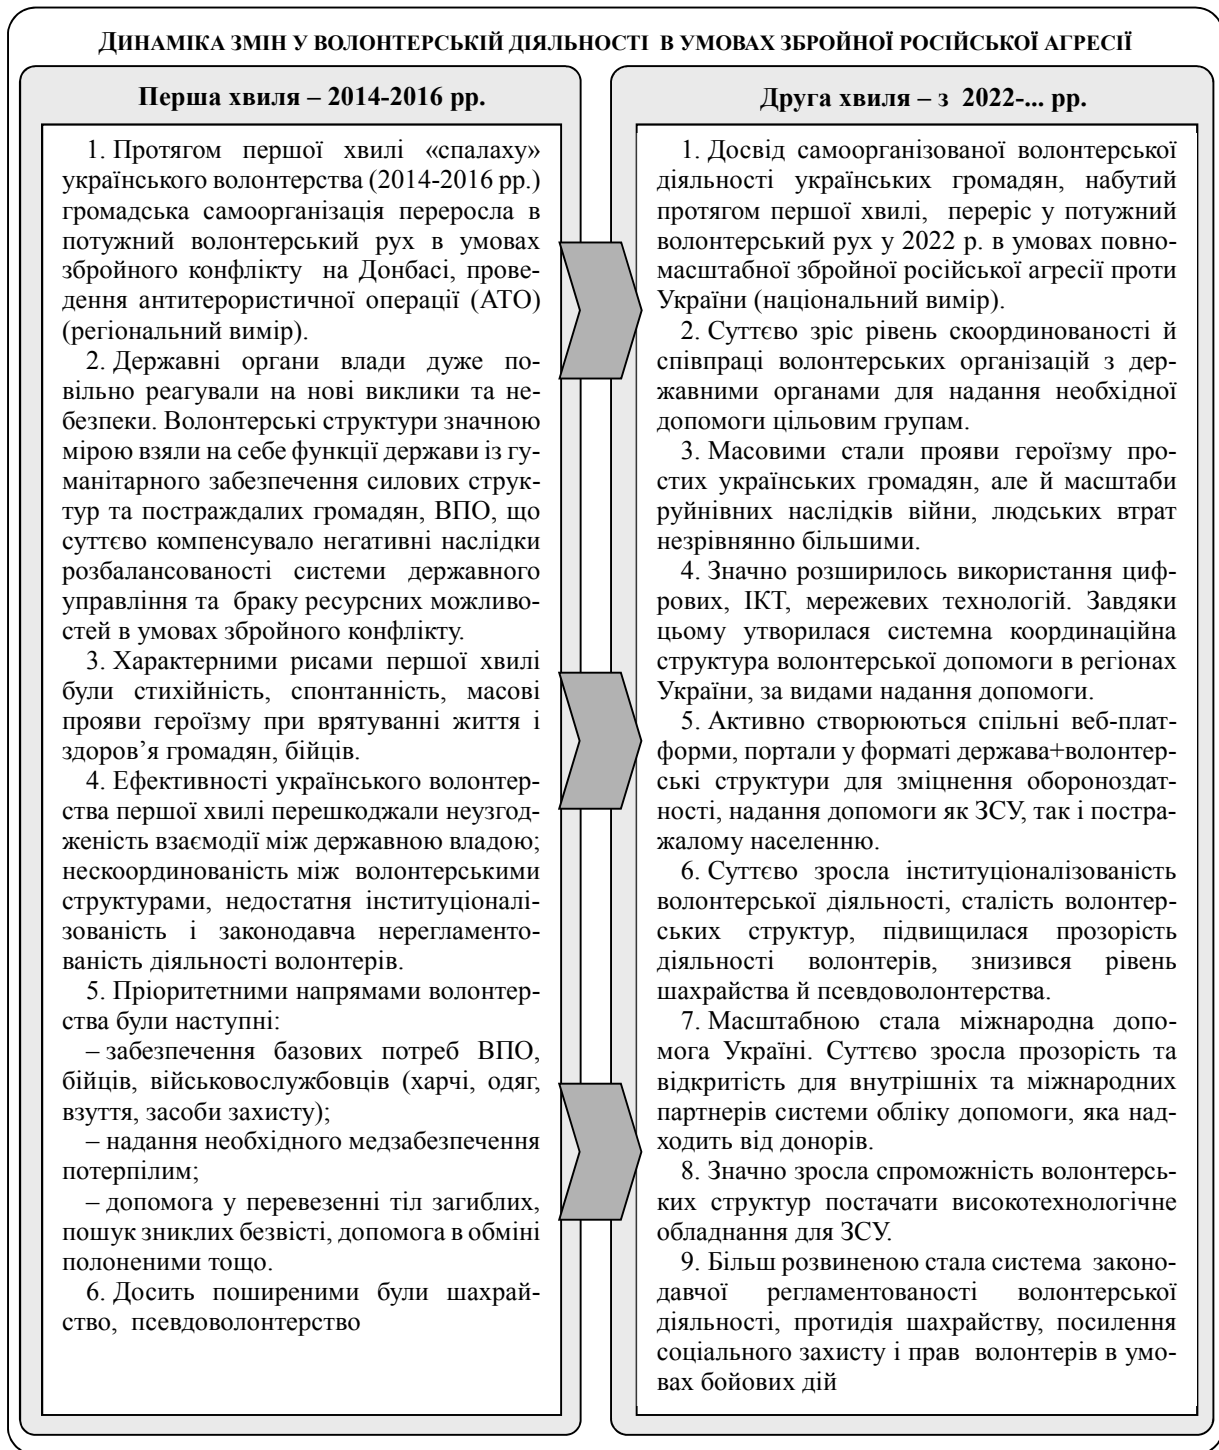 ДИНАМІКА ЗМІН У ВОЛОНТЕРСЬКІЙ ДІЯЛЬНОСТІ В УМОВАХ ЗБРОЙНОЇ РОСІЙСЬКОЇ АГРЕСІЇ
Перша хвиля – 2014-2016 рр.
1. Протягом першої хвилі «спалаху»
українського волонтерства (2014-2016 рр.)
громадська самоорганізація переросла в
потужний волонтерський рух в умовах
збройного конфлікту на Донбасі, прове-
дення антитерористичної операції (АТО)
(регіональний вимір).
2. Державні органи влади дуже по-
вільно реагували на нові виклики та не-
безпеки. Волонтерські структури значною
мірою взяли на себе функції держави із гу-
манітарного забезпечення силових струк-
тур та постраждалих громадян, ВПО, що
суттєво компенсувало негативні наслідки
розбалансованості системи державного
управління та браку ресурсних можливо-
стей в умовах збройного конфлікту.
3. Характерними рисами першої хвилі
були стихійність, спонтанність, масові
прояви героїзму при врятуванні життя і
здоров’я громадян, бійців.
4. Ефективності українського волонтер-
ства першої хвилі перешкоджали неузгод-
женість взаємодії між державною владою;
нескоординованість між волонтерськими
структурами, недостатня інституціоналі-
зованість і законодавча нерегламенто-
ваність діяльності волонтерів.
5. Пріоритетними напрямами волонтер-
ства були наступні:
– забезпечення базових потреб ВПО,
бійців, військовослужбовців (харчі, одяг,
взуття, засоби захисту);
– надання необхідного медзабезпечення
потерпілим;
– допомога у перевезенні тіл загиблих,
пошук зниклих безвісті, допомога в обміні
полоненими тощо.
6. Досить поширеними були шахрай-
ство, псевдоволонтерство
Друга хвиля – з 2022-... рр.
1. Досвід самоорганізованої волонтерської
діяльності українських громадян, набутий
протягом першої хвилі, переріс у потужний
волонтерський рух у 2022 р. в умовах повно-
масштабної збройної російської агресії проти
України (національний вимір).
2. Суттєво зріс рівень скоординованості й
співпраці волонтерських організацій з дер-
жавними органами для надання необхідної
допомоги цільовим групам.
3. Масовими стали прояви героїзму про-
стих українських громадян, але й масштаби
руйнівних наслідків війни, людських втрат
незрівнянно більшими.
4. Значно розширилось використання циф-
рових, ІКТ, мережевих технологій. Завдяки
цьому утворилася системна координаційна
структура волонтерської допомоги в регіонах
України, за видами надання допомоги.
5. Активно створюються спільні веб-плат-
форми, портали у форматі держава+волонтер-
ські структури для зміцнення обороноздат-
ності, надання допомоги як ЗСУ, так і постра-
жалому населенню.
6. Суттєво зросла інституціоналізованість
волонтерської діяльності, сталість волонтер-
ських структур, підвищилася прозорість
діяльності волонтерів, знизився рівень
шахрайства й псевдоволонтерства.
7. Масштабною стала міжнародна допо-
мога Україні. Суттєво зросла прозорість та
відкритість для внутрішніх та міжнародних
партнерів системи обліку допомоги, яка над-
ходить від донорів.
8. Значно зросла спроможність волонтерсь-
ких структур постачати високотехнологічне
обладнання для ЗСУ.
9. Більш розвиненою стала система законо-
давчої регламентованості волонтерської
діяльності, протидія шахрайству, посилення
соціального захисту і прав волонтерів в умо-
вах бойових дій